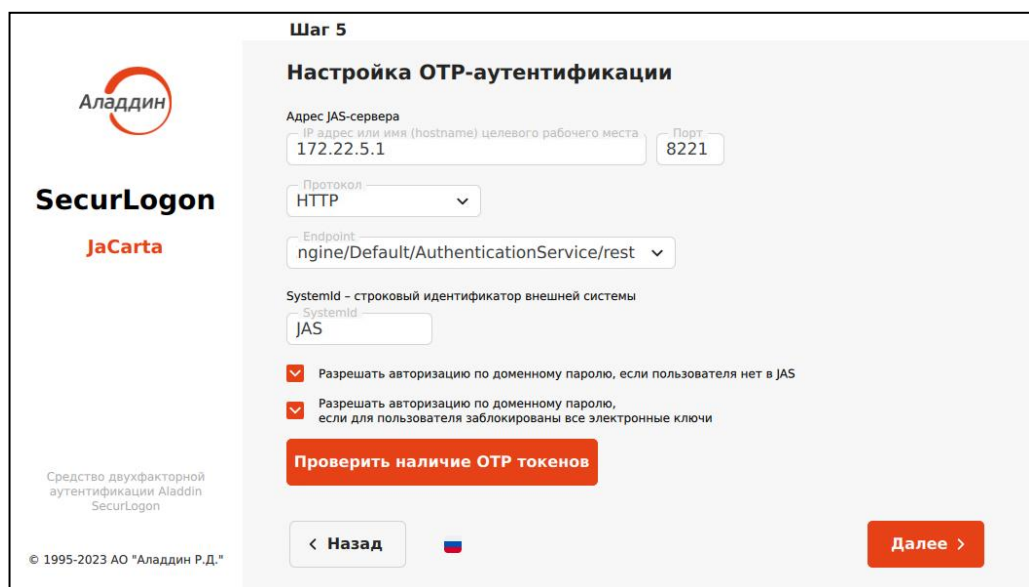 Шаг 5
Аладдин
SecurLogon
JaCarta
Средство двухфакторной
аутентификации Aladdin
SecurLogon
© 1995-2023 АО "Аладдин Р.Д."
Настройка OTP-аутентификации
Адрес JAS-сервера
IP адрес или имя (hostname) целевого рабочего места
172.22.5.1
Порт
8221
Протокол
HTTP
Endpoint
ngine/Default/AuthenticationService/rest
SystemId – строковый идентификатор внешней системы
SystemId
JAS
Разрешать авторизацию по доменному паролю, если пользователя нет в JAS
Разрешать авторизацию по доменному паролю,
если для пользователя заблокированы все электронные ключи
Проверить наличие OTP токенов
Назад
Далее